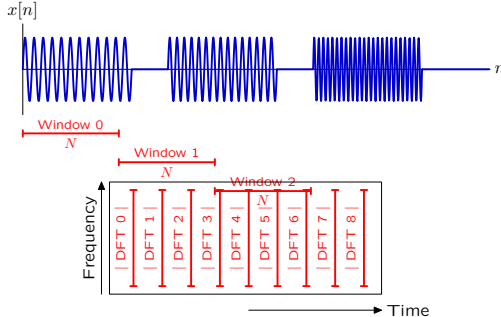 x[n]
n
Window 0
N
Window 1
N
Window 2
N
Frequency
| DFT 0 |
| DFT 1 |
| DFT 2 |
| DFT 3 |
| DFT 4 |
| DFT 5 |
| DFT 6 |
| DFT 7 |
| DFT 8 |
Time